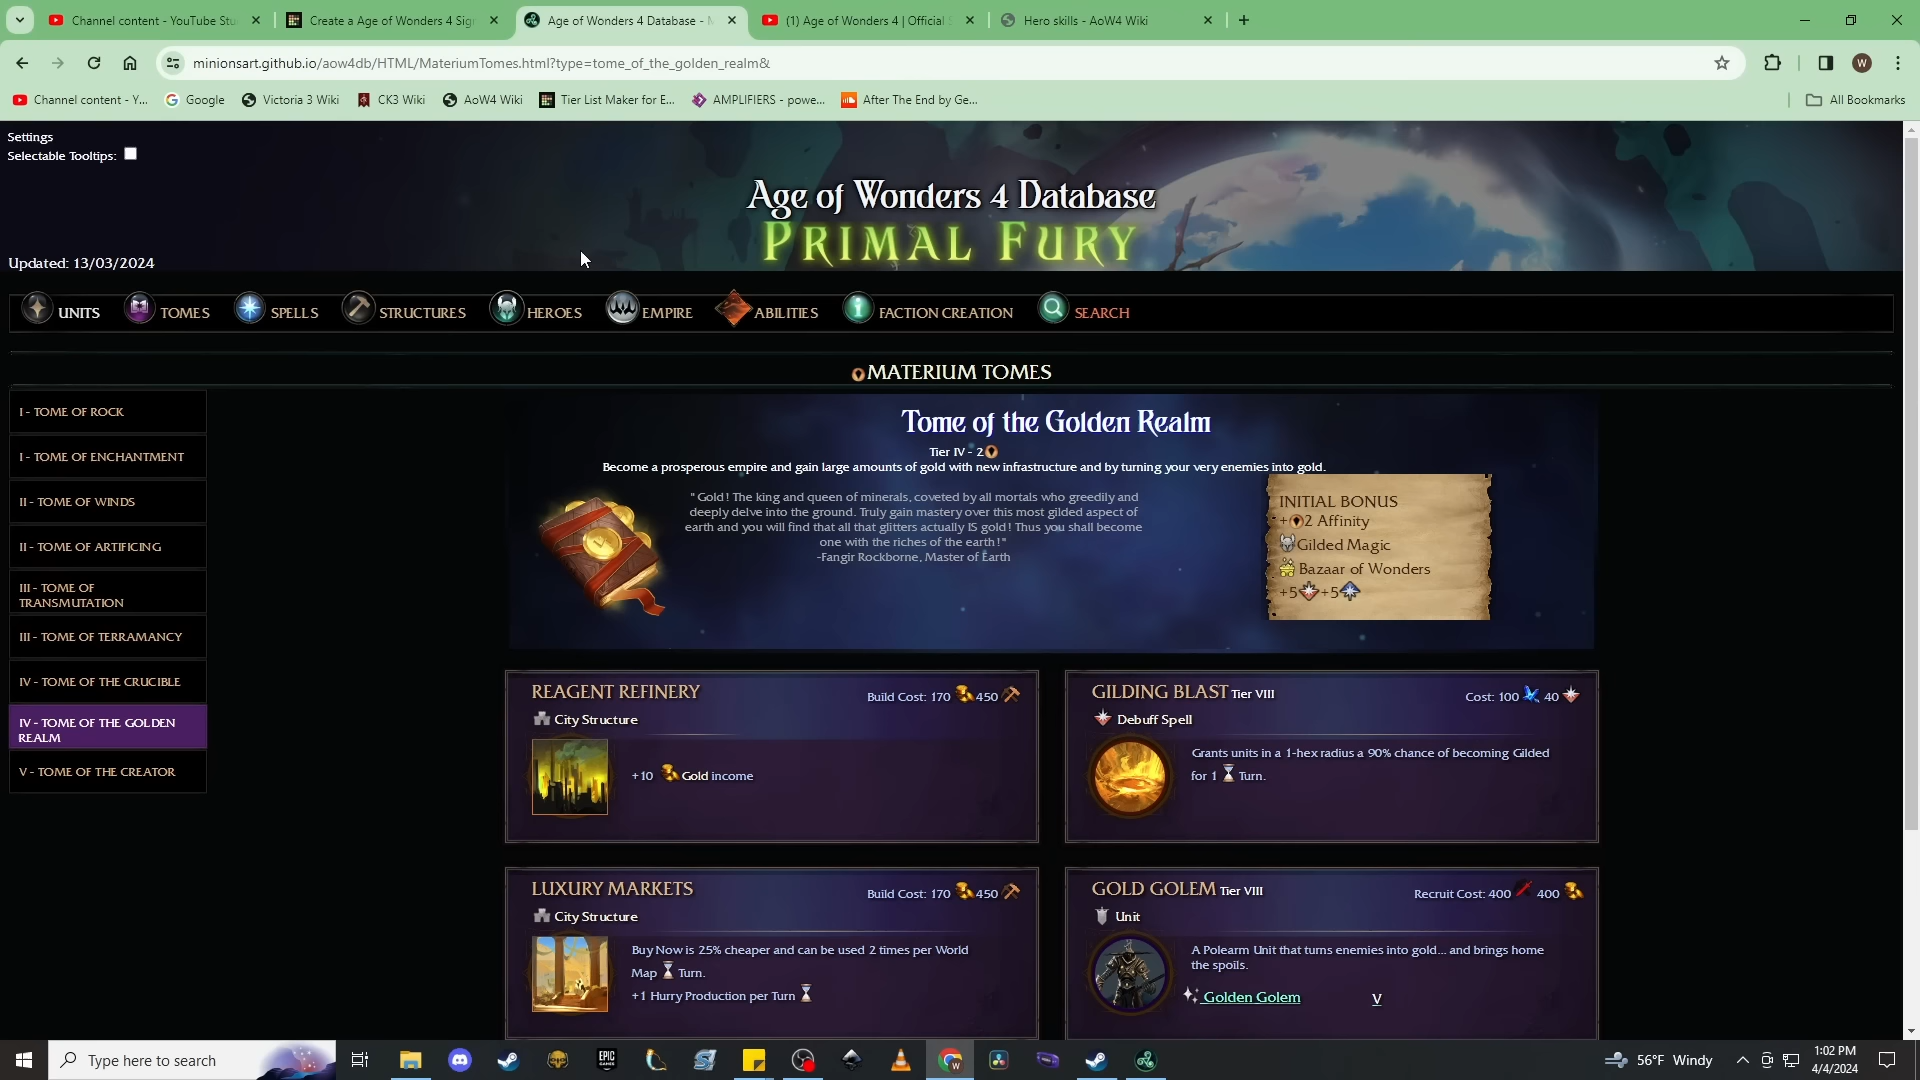 Channel content - YouTube Stu
Create a Age of Wonders 4 Sig
Age of Wonders 4 Database - M
(1) Age of Wonders 4 | Official S
Hero skills - AoW4 Wiki
minionsart.github.io/aow4db/HTML/MateriumTomes.html?type=tome_of_the_golden_realm&
W
Channel content - Y...
Google
Victoria 3 Wiki
CK3 Wiki
AoW4 Wiki
Tier List Maker for E...
AMPLIFIERS - powe...
After The End by Ge...
All Bookmarks
Settings
Selectable Tooltips:
Age of Wonders 4 Database
PRIMAL FURY
Updated: 13/03/2024
UNITS
TOMES
SPELLS
STRUCTURES
HEROES
EMPIRE
ABILITIES
FACTION CREATION
SEARCH
MATERIUM TOMES
I - TOME OF ROCK
I - TOME OF ENCHANTMENT
II - TOME OF WINDS
II - TOME OF ARTIFICING
III - TOME OF
TRANSMUTATION
III - TOME OF TERRAMANCY
IV - TOME OF THE CRUCIBLE
IV - TOME OF THE GOLDEN
REALM
V - TOME OF THE CREATOR
Tome of the Golden Realm
Tier IV - 2
Become a prosperous empire and gain large amounts of gold with new infrastructure and by turning your very enemies into gold.
"Gold! The king and queen of minerals, coveted by all mortals who greedily and
deeply delve into the ground. Truly gain mastery over this most gilded aspect of
earth and you will find that all that glitters actually IS gold! Thus you shall become
one with the riches of the earth!"
-Fangir Rockborne, Master of Earth
INITIAL BONUS
+2 Affinity
Gilded Magic
Bazaar of Wonders
+5 +5
REAGENT REFINERY
Build Cost: 170 450
City Structure
+10 Gold income
GILDING BLAST Tier VIII
Cost: 100 40
Debuff Spell
Grants units in a 1-hex radius a 90% chance of becoming Gilded
for 1 Turn.
LUXURY MARKETS
Build Cost: 170 450
City Structure
Buy Now is 25% cheaper and can be used 2 times per World
Map Turn.
+1 Hurry Production per Turn
GOLD GOLEM Tier VIII
Recruit Cost: 400 400
Unit
A Polearm Unit that turns enemies into gold... and brings home
the spoils.
Golden Golem
V
Type here to search
EPIC
GAMES
56°F Windy
1:02 PM
4/4/2024